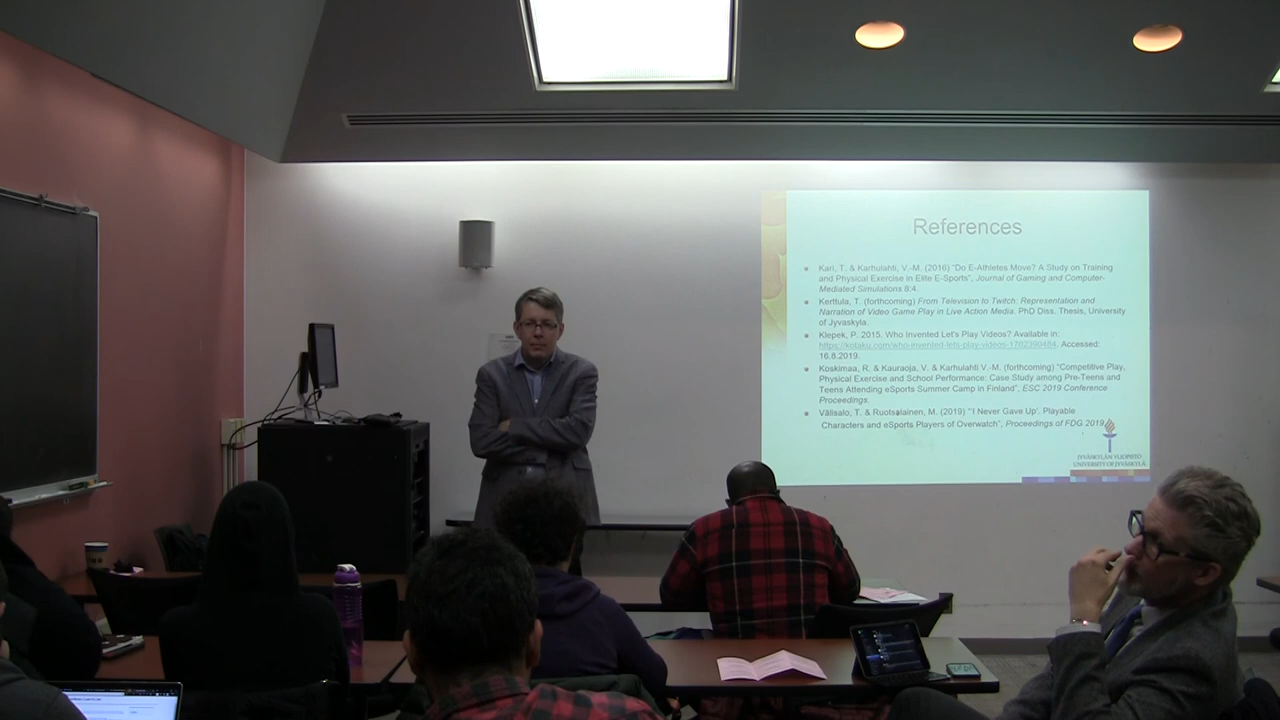 References
Kari, T. & Karhulahti, V.-M. (2016) "Do E-Athletes Move? A Study on Training
and Physical Exercise in Elite E-Sports", Journal of Gaming and Computer-
Mediated Simulations 8:4.
Kerttula, T. (forthcoming) From Television to Twitch: Representation and
Narration of Video Game Play in Live Action Media. PhD Diss. Thesis, University
of Jyvaskyla.
Klepek, P. 2015. Who Invented Let's Play Videos? Available in:
https://kotaku.com/who-invented-lets-play-videos-1702390484. Accessed:
16.8.2019.
Koskimaa, R. & Kauraoja, V. & Karhulahti V.-M. (forthcoming) "Competitive Play,
Physical Exercise and School Performance: Case Study among Pre-Teens and
Teens Attending eSports Summer Camp in Finland", ESC 2019 Conference
Proceedings.
Välisalo, T. & Ruotsalainen, M. (2019) "'I Never Gave Up'. Playable
Characters and eSports Players of Overwatch", Proceedings of FDG 2019.
JYVÄSKYLÄN YLIOPISTO
UNIVERSITY OF JYVÄSKYLÄ